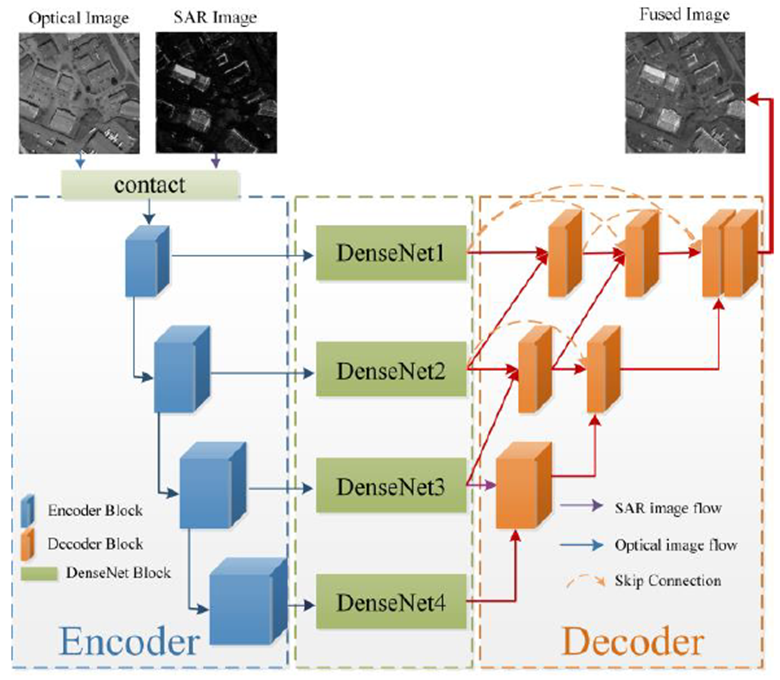 Optical Image
SAR Image
Fused Image
contact
DenseNet1
DenseNet2
DenseNet3
DenseNet4
Encoder Block
Decoder Block
DenseNet Block
SAR image flow
Optical image flow
Skip Connection
Encoder
Decoder